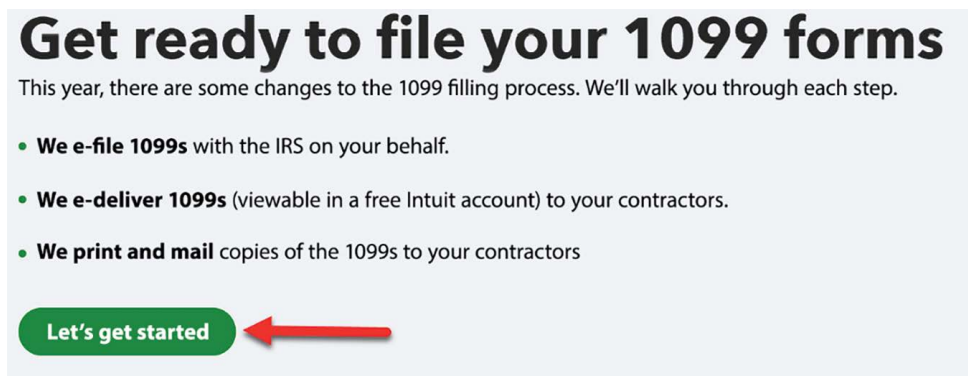 Get ready to file your 1099 forms
This year, there are some changes to the 1099 filling process. We'll walk you through each step.
• We e-file 1099s with the IRS on your behalf.
• We e-deliver 1099s (viewable in a free Intuit account) to your contractors.
• We print and mail copies of the 1099s to your contractors
Let's get started